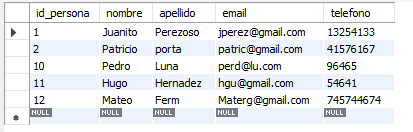 id_persona nombre apellido email telefono
1 Juanito Perezoso jperez@gmail.com 13254133
2 Patricio porta patric@gmail.com 41576167
10 Pedro Luna perd@lu.com 96465
11 Hugo Hernadez hgu@gmail.com 54641
12 Mateo Ferm Materg@gmail.com 745744674
NULL NULL NULL NULL NULL